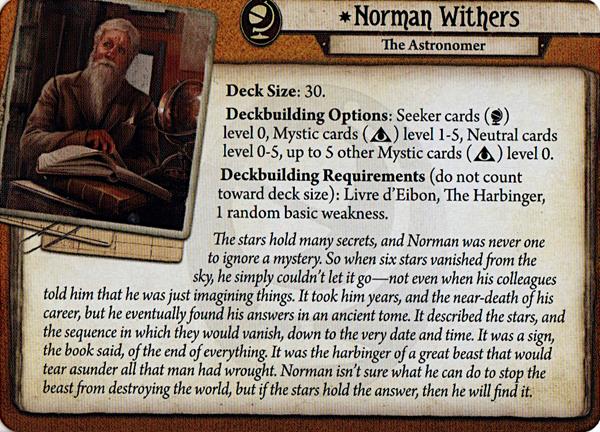 Norman Withers
The Astronomer
Deck Size: 30.
Deckbuilding Options: Seeker cards ( )
level 0, Mystic cards ( ) level 1-5, Neutral cards
level 0-5, up to 5 other Mystic cards ( ) level 0.
Deckbuilding Requirements (do not count
toward deck size): Livre d'Eibon, The Harbinger,
1 random basic weakness.
The stars hold many secrets, and Norman was never one
to ignore a mystery. So when six stars vanished from the
sky, he simply couldn't let it go—not even when his colleagues
told him that he was just imagining things. It took him years, and the near-death of his
career, but he eventually found his answers in an ancient tome. It described the stars, and
the sequence in which they would vanish, down to the very date and time. It was a sign,
the book said, of the end of everything. It was the harbinger of a great beast that would
tear asunder all that man had wrought. Norman isn't sure what he can do to stop the
beast from destroying the world, but if the stars hold the answer, then he will find it.